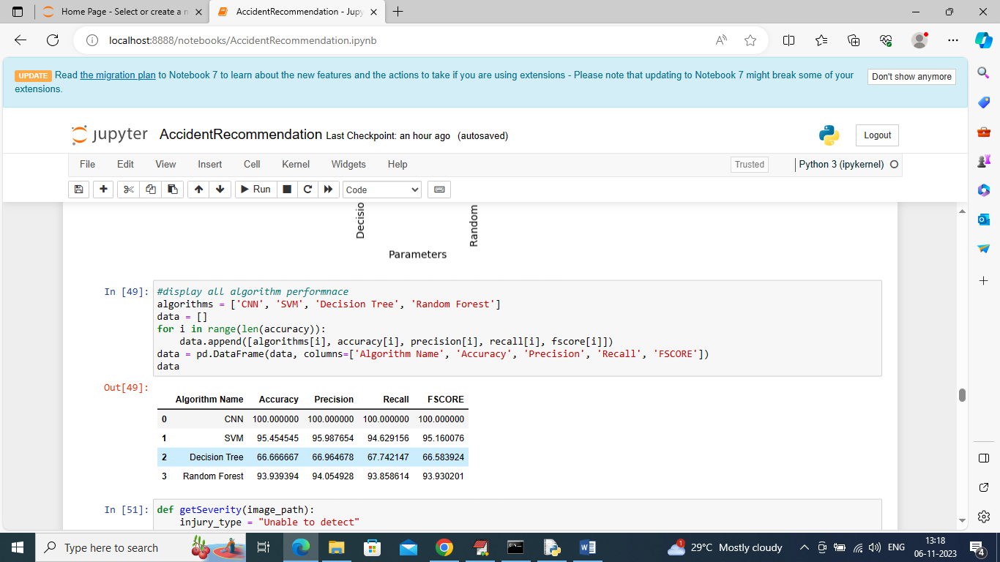 Home Page - Select or create a n
AccidentRecommendation - Jupy
localhost:8888/notebooks/AccidentRecommendation.ipynb
UPDATE Read the migration plan to Notebook 7 to learn about the new features and the actions to take if you are using extensions - Please note that updating to Notebook 7 might break some of your
extensions.
Don't show anymore
jupyter AccidentRecommendation Last Checkpoint: an hour ago (autosaved)
Logout
File Edit View Insert Cell Kernel Widgets Help
Trusted
Python 3 (ipykernel)
Run
Code
Decisio
Random
Parameters
In [49]:
#display all algorithm performnace
algorithms = ['CNN', 'SVM', 'Decision Tree', 'Random Forest']
data = []
for i in range(len(accuracy)):
    data.append([algorithms[i], accuracy[i], precision[i], recall[i], fscore[i]])
data = pd.DataFrame(data, columns=['Algorithm Name', 'Accuracy', 'Precision', 'Recall', 'FSCORE'])
data
Out[49]:
Algorithm Name Accuracy Precision Recall FSCORE
0 CNN 100.000000 100.000000 100.000000 100.000000
1 SVM 95.454545 95.987654 94.629156 95.160076
2 Decision Tree 66.666667 66.964678 67.742147 66.583924
3 Random Forest 93.939394 94.054928 93.858614 93.930201
In [51]:
def getSeverity(image_path):
    injury_type = "Unable to detect"
Type here to search
1
29°C Mostly cloudy
ENG
13:18
06-11-2023
4